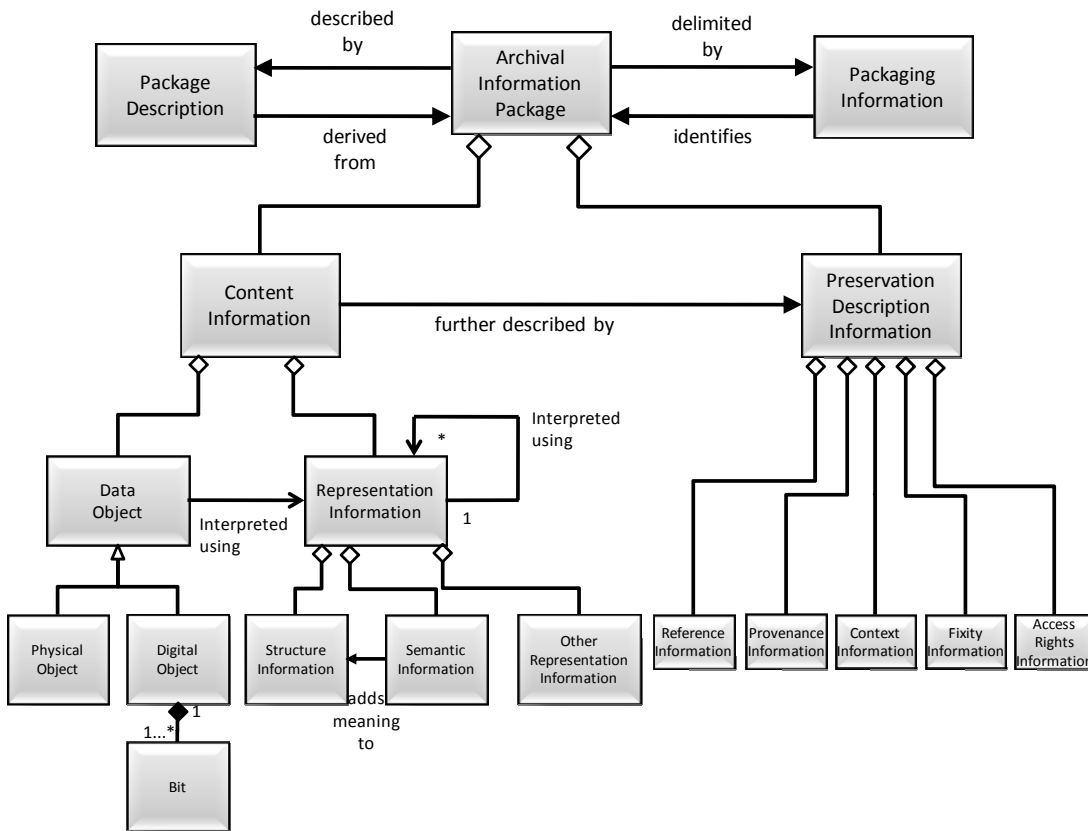 described
by
delimited
by
Package
Description
Archival
Information
Package
Packaging
Information
derived
from
identifies
Content
Information
further described by
Preservation
Description
Information
Interpreted
using
*
Data
Object
Interpreted
using
Representation
Information
1
Physical
Object
Digital
Object
Structure
Information
Semantic
Information
adds
meaning
to
Other
Representation
Information
Reference
Information
Provenance
Information
Context
Information
Fixity
Information
Access
Rights
Information
1
1...*
Bit